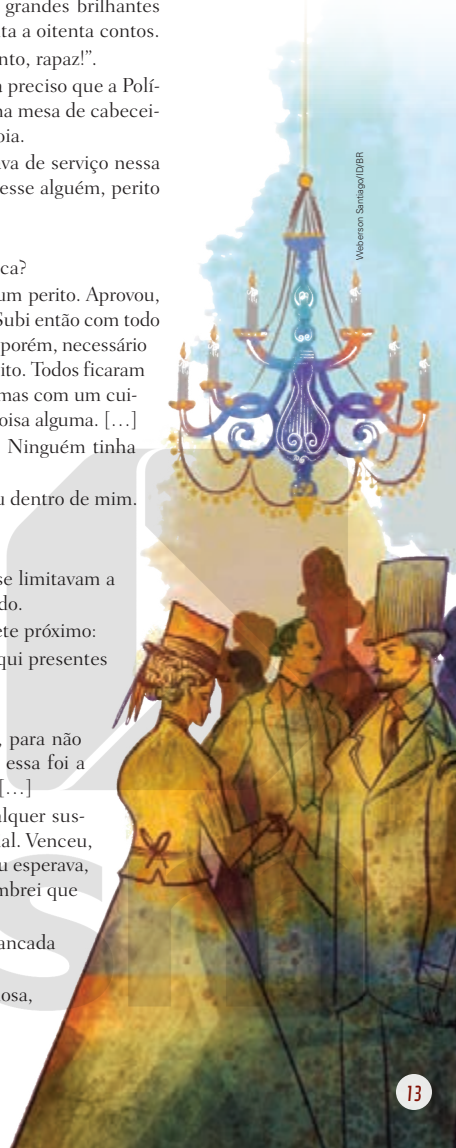 grandes brilhantes
ta a oitenta contos.
nto, rapaz!”.
preciso que a Polí-
na mesa de cabecei-
oia.
va de serviço nessa
esse alguém, perito
ca?
um perito. Aprovou,
Subi então com todo
porém, necessário
ito. Todos ficaram
mas com um cui-
oisa alguma. […]
Ninguém tinha
u dentro de mim.
se limitavam a
do.
ete próximo:
qui presentes
, para não
essa foi a
[…]
alquer sus-
al. Venceu,
u esperava,
mbrei que
ancada
osa,
Weberson Santiago/ID/BR
13